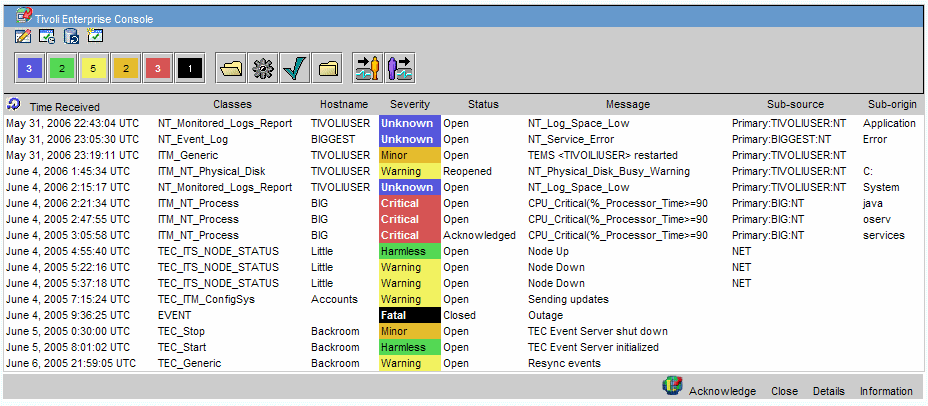 Tivoli Enterprise Console
3 2 5 2 3 1
Time Received Classes Hostname Severity Status Message Sub-source Sub-origin
May 31, 2006 22:43:04 UTC NT_Monitored_Logs_Report TIVOLIUSER Unknown Open NT_Log_Space_Low Primary:TIVOLIUSER:NT Application
May 31, 2006 23:05:30 UTC NT_Event_Log BIGGEST Unknown Open NT_Service_Error Primary:BIGGEST:NT Error
May 31, 2006 23:19:11 UTC ITM_Generic TIVOLIUSER Minor Open TEMS <TIVOILIUSER> restarted Primary:TIVOLIUSER:NT
June 4, 2006 1:45:34 UTC ITM_NT_Physical_Disk TIVOLIUSER Warning Reopened NT_Physical_Disk_Busy_Warning Primary:TIVOLIUSER:NT C:
June 4, 2006 2:15:17 UTC NT_Monitored_Logs_Report TIVOLIUSER Unknown Open NT_Log_Space_Low Primary:TIVOLIUSER:NT System
June 4, 2006 2:21:34 UTC ITM_NT_Process BIG Critical Open CPU_Critical(%_Processor_Time>=90 Primary:BIG:NT java
June 4, 2005 2:47:55 UTC ITM_NT_Process BIG Critical Open CPU_Critical(%_Processor_Time>=90 Primary:BIG:NT oserv
June 4, 2005 3:05:58 UTC ITM_NT_Process BIG Critical Acknowledged CPU_Critical(%_Processor_Time>=90 Primary:BIG:NT services
June 4, 2005 4:55:40 UTC TEC_ITS_NODE_STATUS Little Harmless Open Node Up NET
June 4, 2005 5:22:16 UTC TEC_ITS_NODE_STATUS Little Warning Open Node Down NET
June 4, 2005 5:37:18 UTC TEC_ITS_NODE_STATUS Little Warning Open Node Down NET
June 4, 2005 7:15:24 UTC TEC_ITM_ConfigSys Accounts Warning Open Sending updates
June 4, 2005 9:36:25 UTC EVENT Fatal Closed Outage
June 5, 2005 0:30:00 UTC TEC_Stop Backroom Minor Open TEC Event Server shut down
June 5, 2005 8:01:02 UTC TEC_Start Backroom Harmless Open TEC Event Server initialized
June 6, 2005 21:59:05 UTC TEC_Generic Backroom Warning Open Resync events
Acknowledge Close Details Information